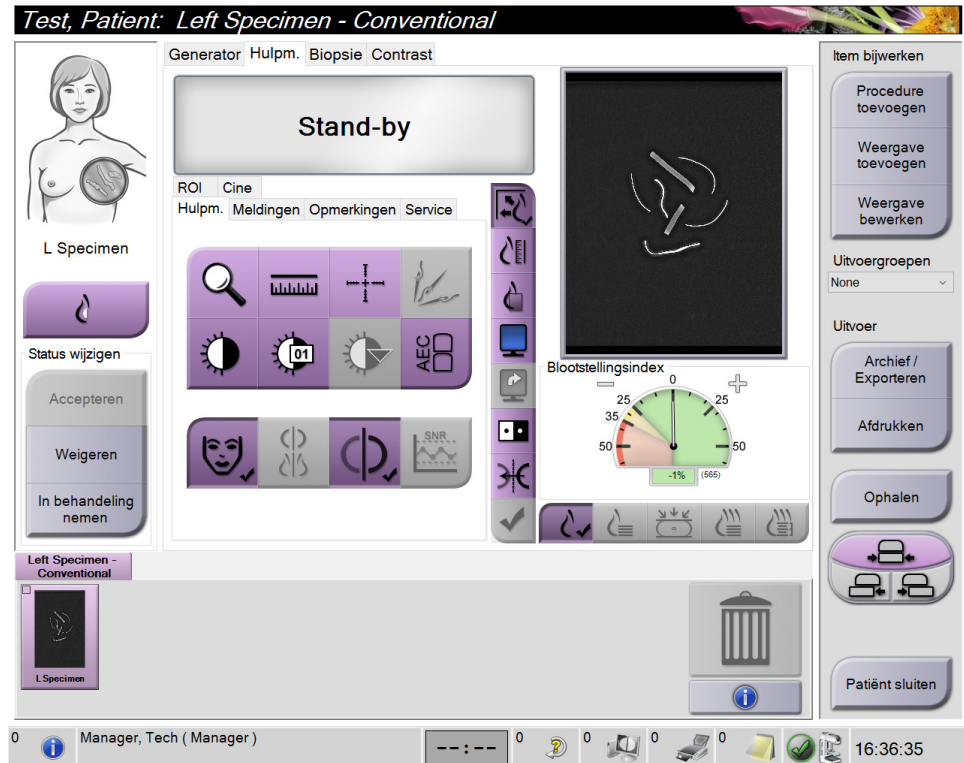 Test, Patient: Left Specimen - Conventional
Generator Hulpm. Biopsie Contrast
Stand-by
ROI Cine
Hulpm. Meldingen Opmerkingen Service
01
AEC
SNR
L Specimen
Status wijzigen
Accepteren
Weigeren
In behandeling
nemen
Blootstellingsindex
0
25 25
35
50 50
-1% (565)
Item bijwerken
Procedure
toevoegen
Weergave
toevoegen
Weergave
bewerken
Uitvoergroepen
None
Uitvoer
Archief /
Exporteren
Afdrukken
Ophalen
Patiënt sluiten
Left Specimen -
Conventional
L Specimen
0 Manager, Tech ( Manager ) --:-- 0 0 0 0 16:36:35